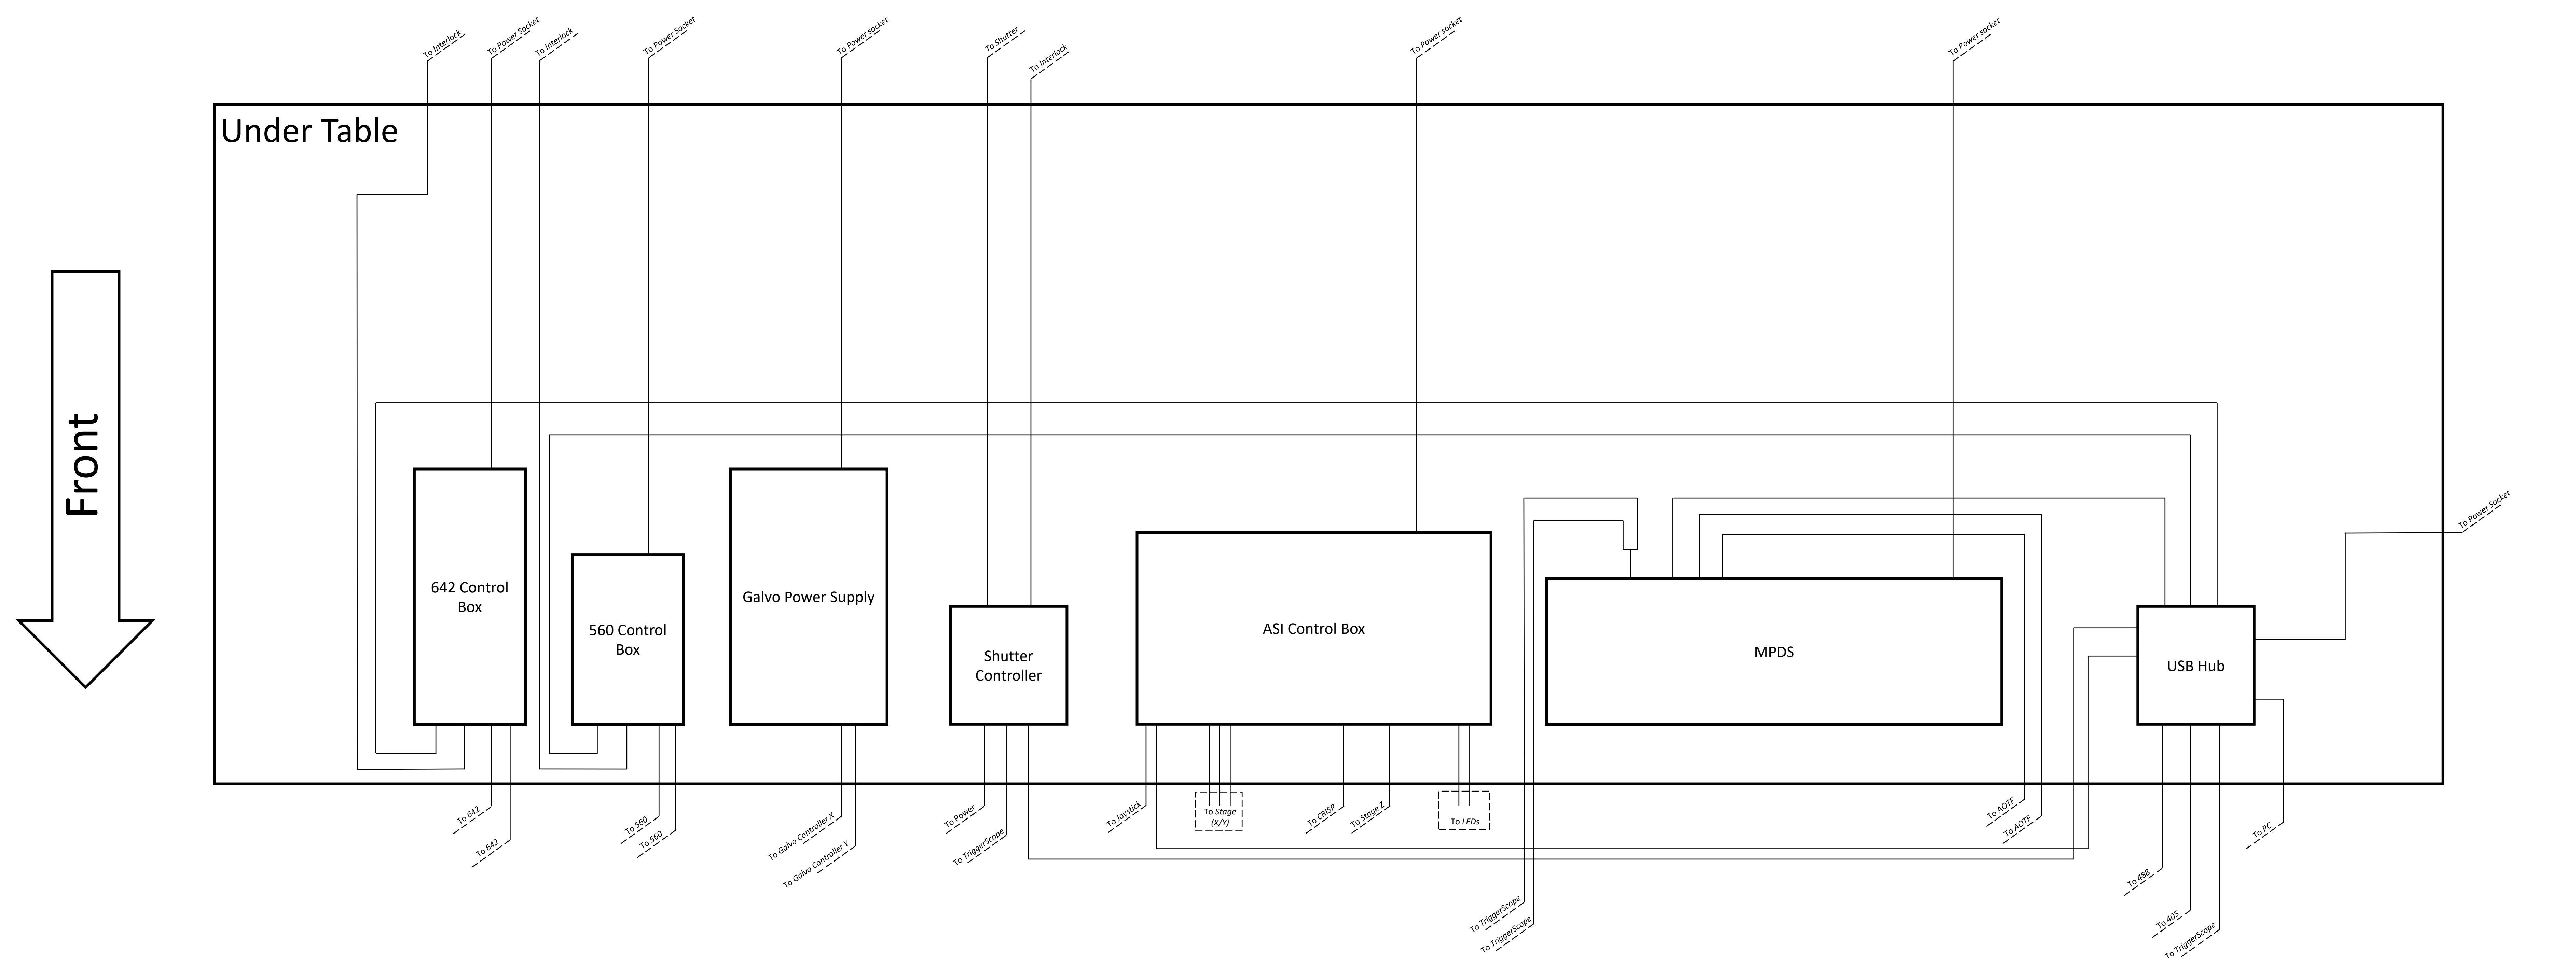 To Interlock
To Power Socket
To Interlock
To Power Socket
To Power socket
To Shutter
To Interlock
To Power socket
To Power socket
Under Table
Front
To Power Socket
642 Control
Box
560 Control
Box
Galvo Power Supply
Shutter
Controller
ASI Control Box
MPDS
USB Hub
To 642
To 642
To 560
To 560
To Galvo Controller X
To Galvo Controller Y
To Power
To TriggerScope
To Joystick
To Stage
(X/Y)
To CRISP
To Stage Z
To LEDs
To TriggerScope
To TriggerScope
To AOTF
To AOTF
To PC
To 488
To 405
To TriggerScope